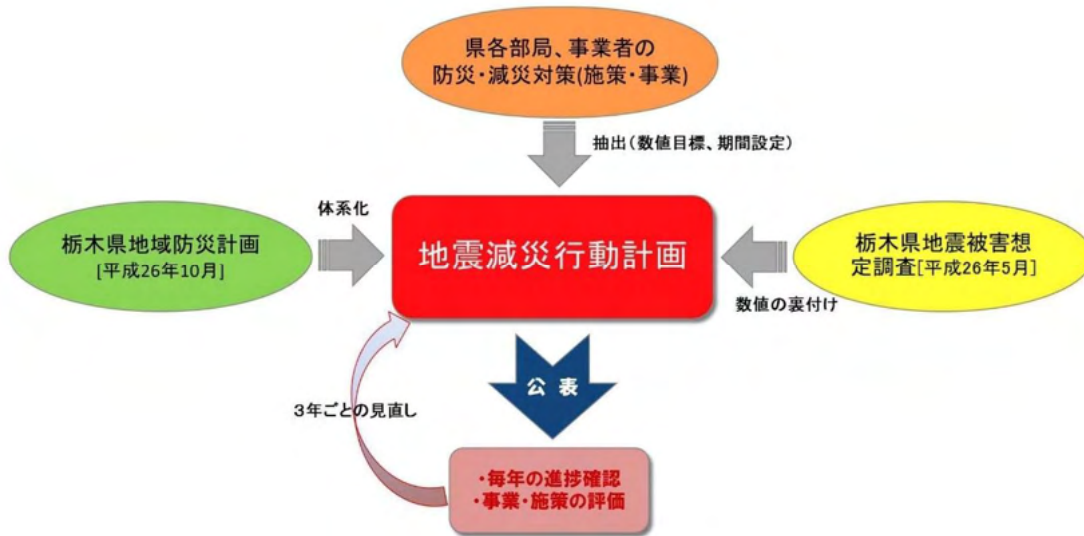 県各部局、事業者の
防災・減災対策(施策・事業)
抽出(数値目標、期間設定)
体系化
栃木県地域防災計画
[平成26年10月]
地震減災行動計画
栃木県地震被害想
定調査[平成26年5月]
数値の裏付け
公表
3年ごとの見直し
・毎年の進捗確認
・事業・施策の評価